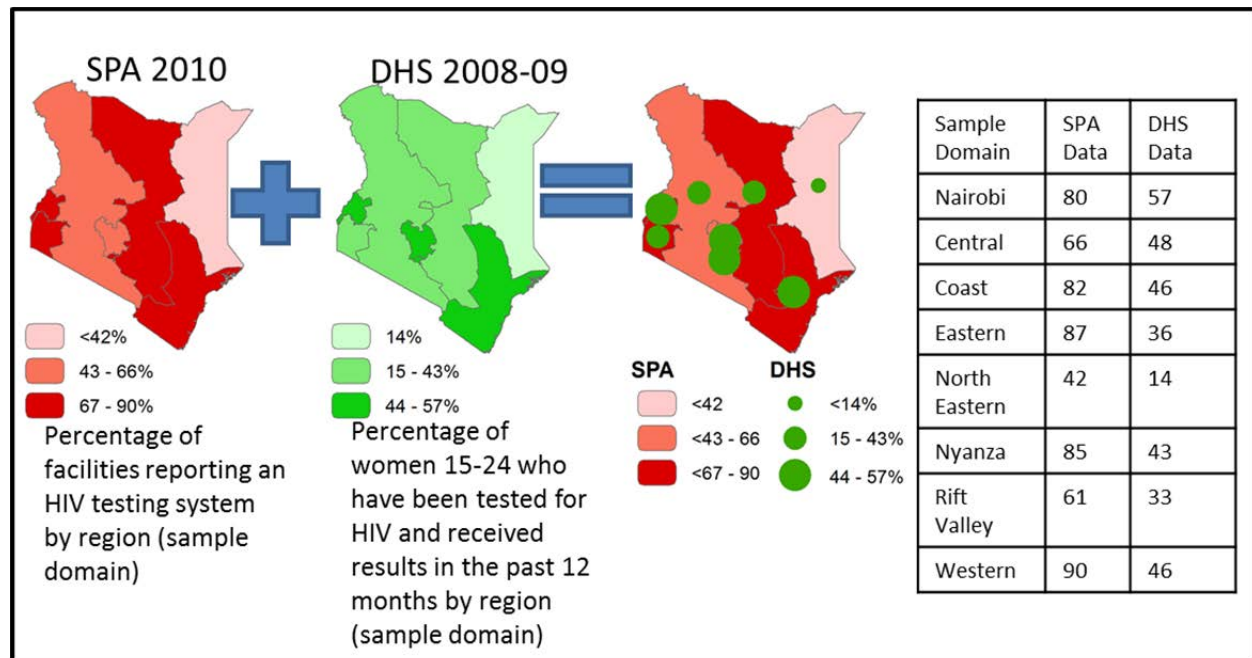 SPA 2010
<42%
43 - 66%
67 - 90%
Percentage of
facilities reporting an
HIV testing system
by region (sample
domain)
DHS 2008-09
14%
15 - 43%
44 - 57%
Percentage of
women 15-24 who
have been tested for
HIV and received
results in the past 12
months by region
(sample domain)
SPA DHS
<42 <14%
<43 - 66 15 - 43%
<67 - 90 44 - 57%
Sample SPA DHS
Domain Data Data
Nairobi 80 57
Central 66 48
Coast 82 46
Eastern 87 36
North 42 14
Eastern
Nyanza 85 43
Rift 61 33
Valley
Western 90 46